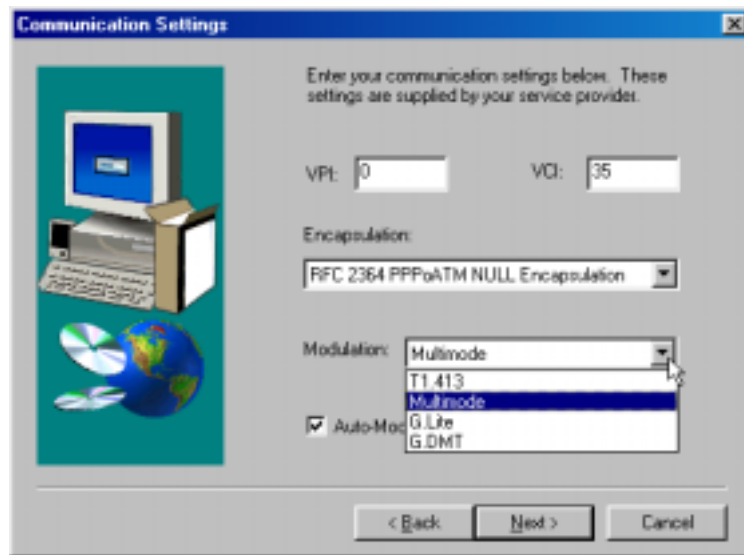 Communication Settings
Enter your communication settings below. These
settings are supplied by your service provider.
VPI: 0 VCI: 35
Encapsulation:
RFC 2364 PPPoATM NULL Encapsulation
Modulation: Multimode
T1.413
Multimode
G.Lite
G.DMT
Auto-Mod
< Back Next > Cancel